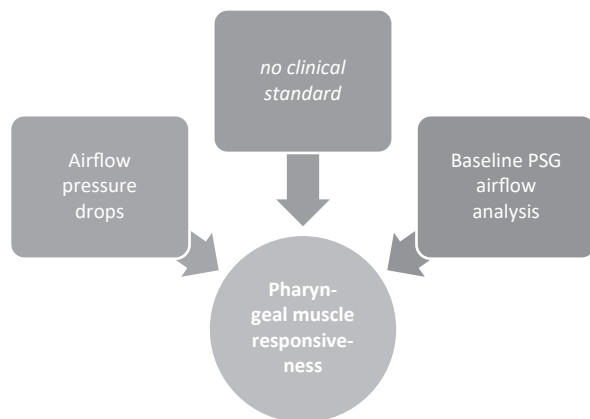 no clinical
standard
Airflow
pressure
drops
Baseline PSG
airflow
analysis
Pharyn-
geal muscle
responsive-
ness